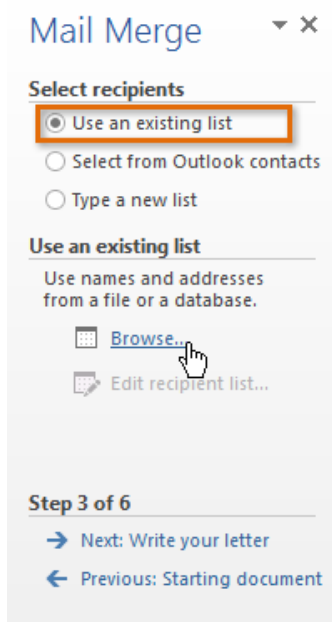 Mail Merge
Select recipients
Use an existing list
Select from Outlook contacts
Type a new list
Use an existing list
Use names and addresses
from a file or a database.
Browse...
Edit recipient list...
Step 3 of 6
Next: Write your letter
Previous: Starting document